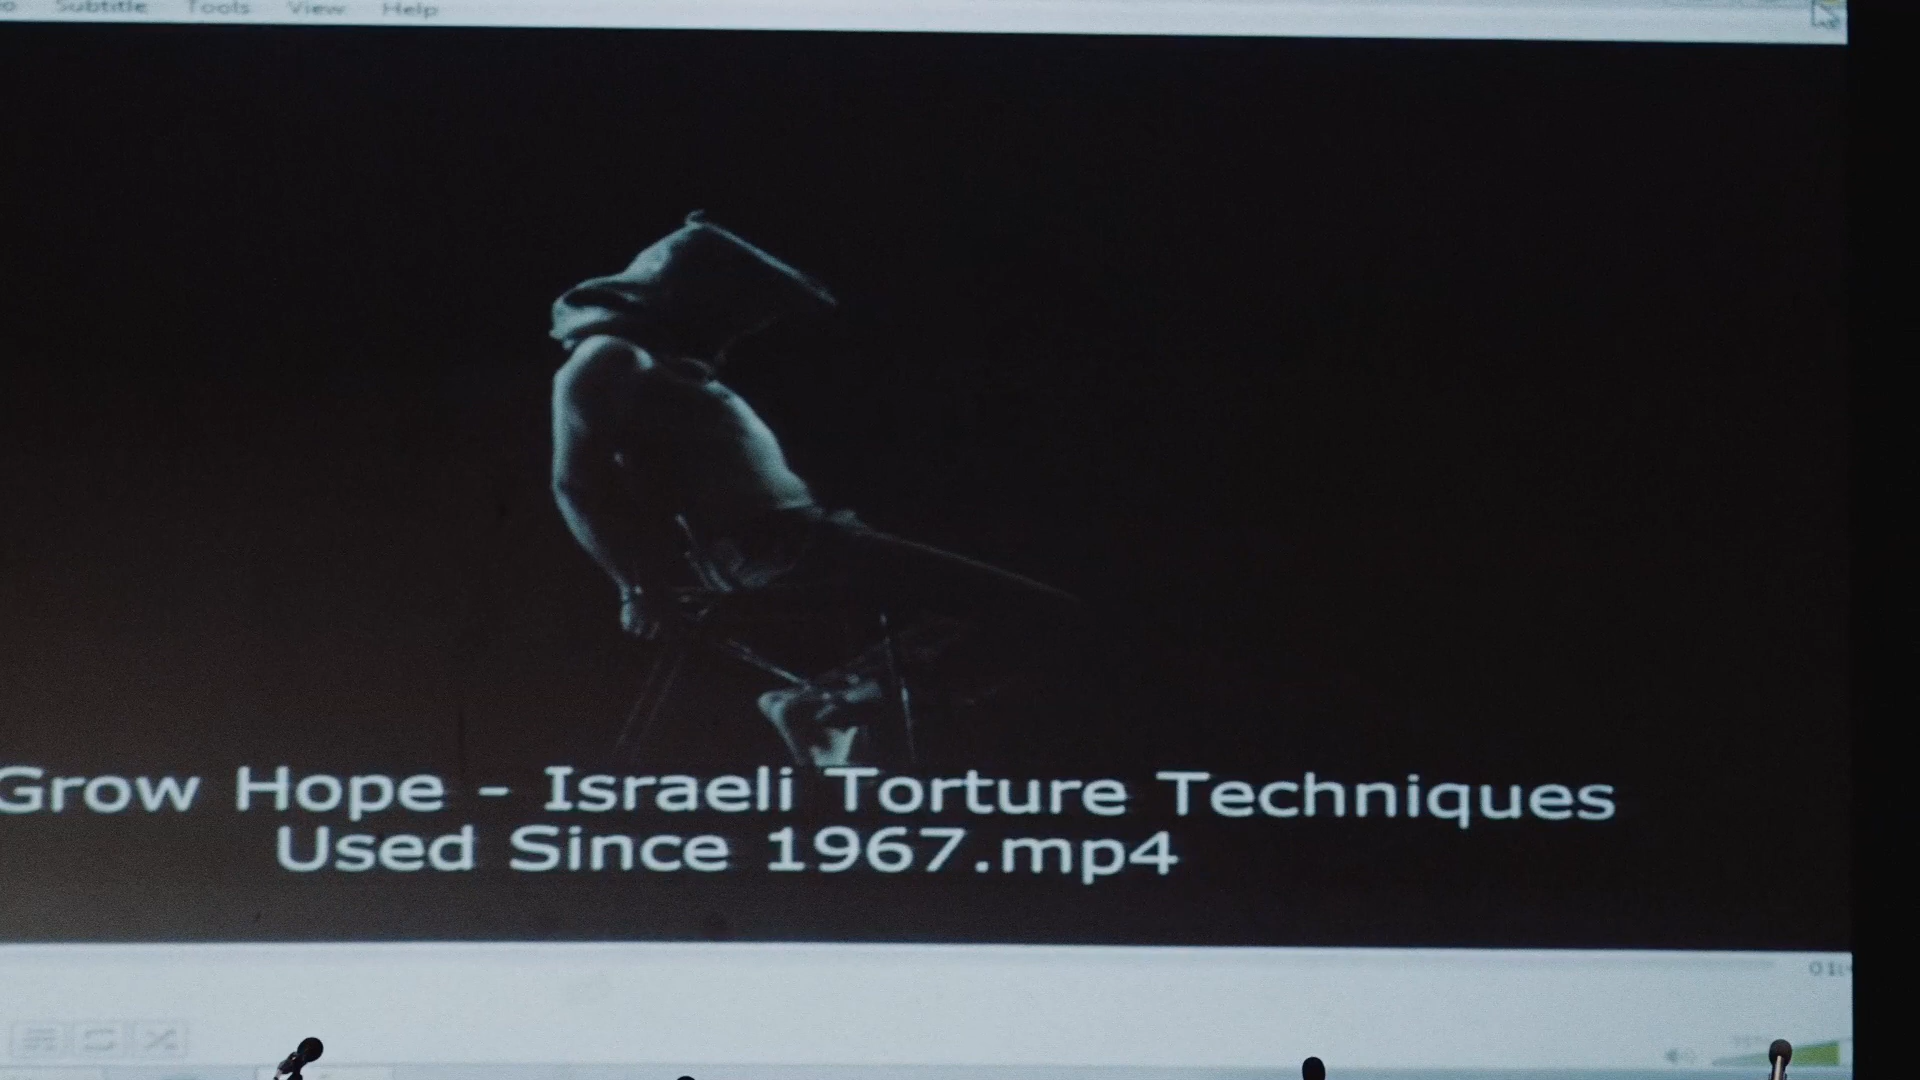 Subtitle Tools View Help
Grow Hope - Israeli Torture Techniques
Used Since 1967.mp4